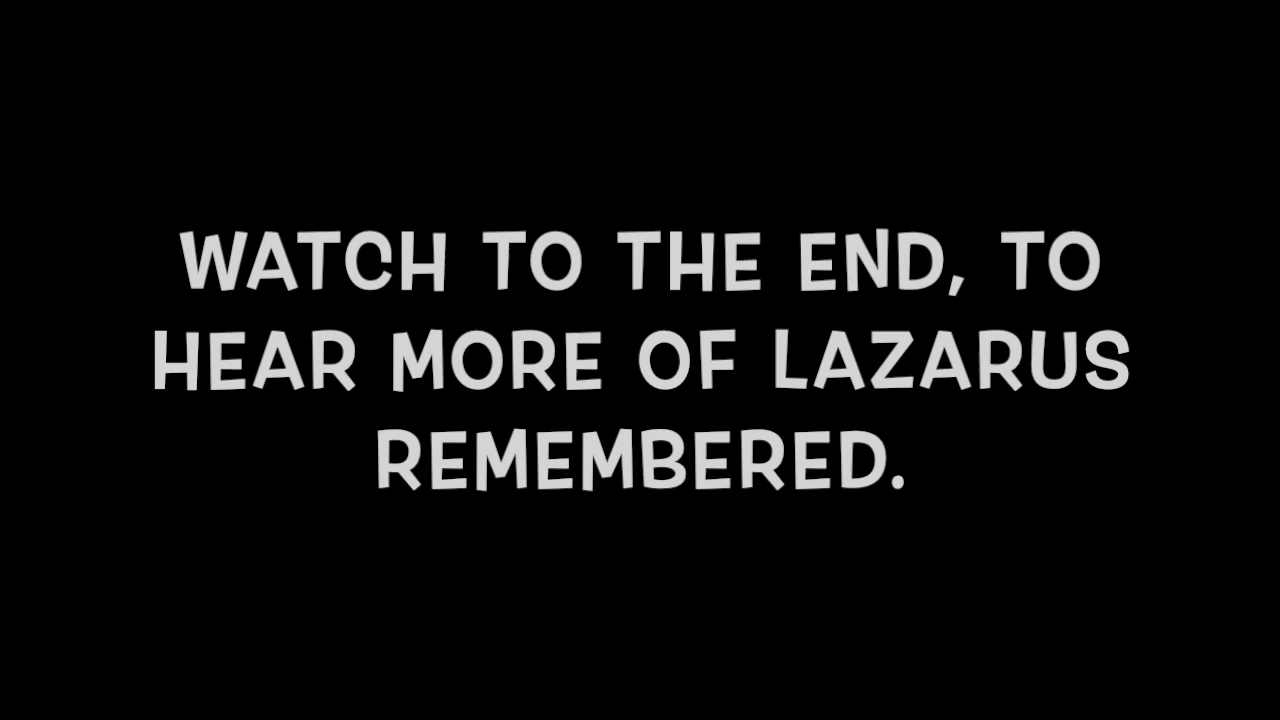 WATCH TO THE END, TO
HEAR MORE OF LAZARUS
REMEMBERED.